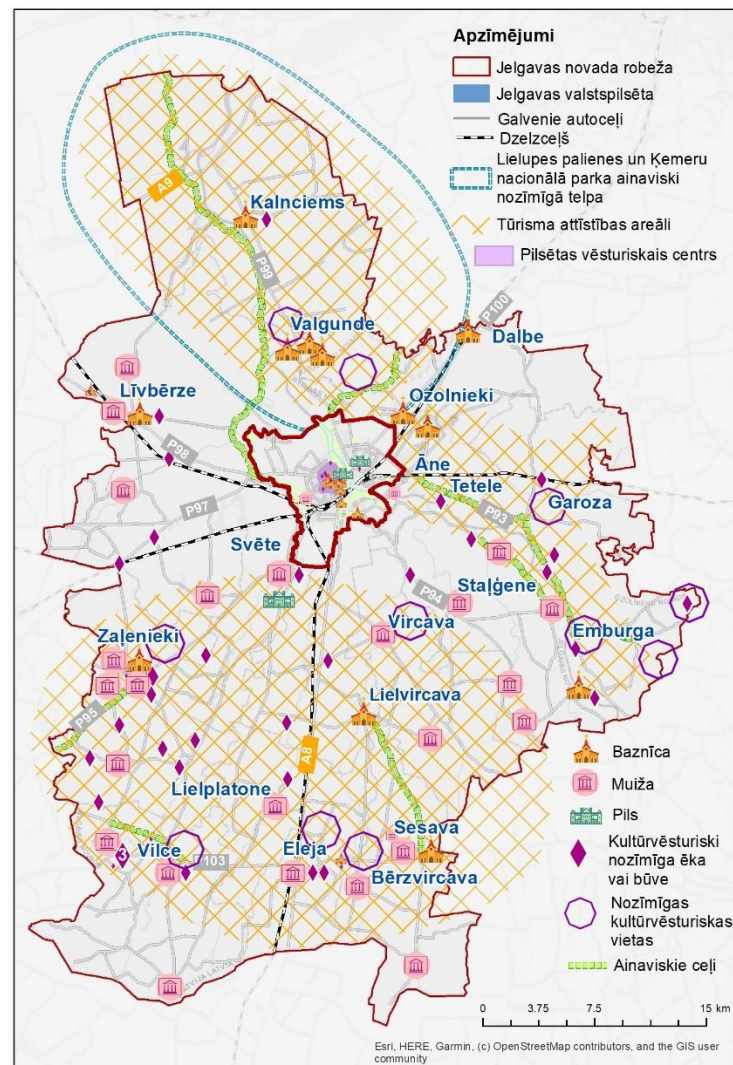 Apzīmējumi
Jelgavas novada robeža
Jelgavas valstspilsēta
Galvenie autoceļi
Dzelzceļš
Lielupes palienes un Ķemeru
nacionālā parka ainaviski
nozīmīgā telpa
Tūrisma attīstības areāli
Pilsētas vēsturiskais centrs
A9
Kalnciems
P99
P100
Valgunde
Dalbe
Līvbērze
Ozolnieki
P98
Āne
Tetele
P97
P93
Garoza
Svēte
Staļģene
P94
Zaļenieki
Vircava
Emburga
Lielvircava
P95
A8
Lielplatone
Sesava
Vilce
Eleja
3
P103
Bērzvircava
Baznīca
Muiža
Pils
Kultūrvēsturiski
nozīmīga ēka
vai būve
Nozīmīgas
kultūrvēsturiskas
vietas
Ainaviskie ceļi
0 3.75 7.5 15 km
Esri, HERE, Garmin, (c) OpenStreetMap contributors, and the GIS user
community